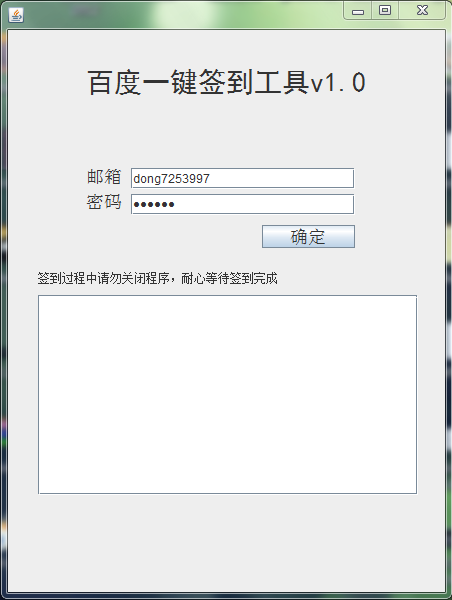 百度一键签到工具v1.0
邮箱 dong7253997
密码 ●●●●●●
确定
签到过程中请勿关闭程序，耐心等待签到完成